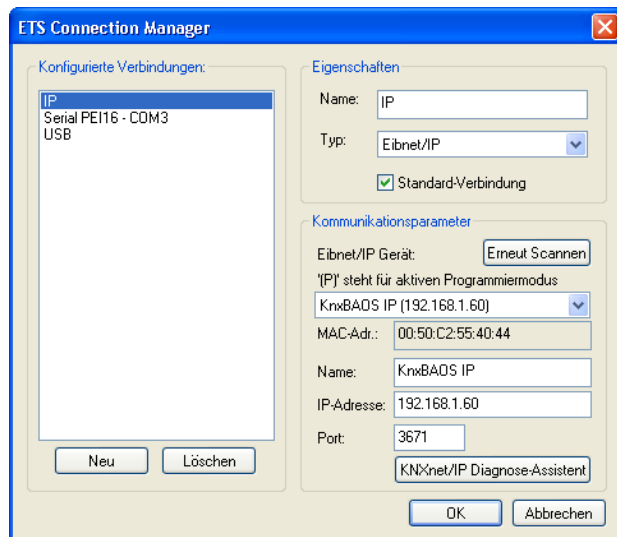 ETS Connection Manager
Konfigurierte Verbindungen:
IP
Serial PEI16 - COM3
USB
Neu
Löschen
Eigenschaften
Name: IP
Typ: Eibnet/IP
Standard-Verbindung
Kommunikationsparameter
Eibnet/IP Gerät: Erneut Scannen
'(P)' steht für aktiven Programmiermodus
KnxBAOS IP (192.168.1.60)
MAC-Adr.: 00:50:C2:55:40:44
Name: KnxBAOS IP
IP-Adresse: 192.168.1.60
Port: 3671
KNXnet/IP Diagnose-Assistent
OK
Abbrechen